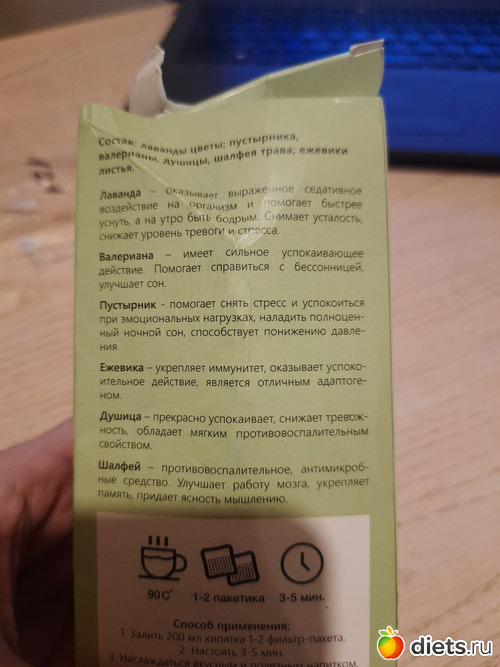 Состав: лаванды цветы; пустырника,
валерианы, душицы, шалфея трава; ежевики
листья.
Лаванда – оказывает выраженное седативное
воздействие на организм и помогает быстрее
уснуть, а на утро быть бодрым. Снимает усталость,
снижает уровень тревоги и стресса.
Валериана – имеет сильное успокаивающее
действие. Помогает справиться с бессонницей,
улучшает сон.
Пустырник - помогает снять стресс и успокоиться
при эмоциональных нагрузках, наладить полноцен-
ный ночной сон, способствует понижению давле-
ния.
Ежевика – укрепляет иммунитет, оказывает успоко-
ительное действие, является отличным адаптоге-
ном.
Душица – прекрасно успокаивает, снижает тревож-
ность, обладает мягким противовоспалительным
свойством.
Шалфей – противовоспалительное, антимикроб-
ные средство. Улучшает работу мозга, укрепляет
память, придает ясность мышлению.
90С° 1-2 пакетика 3-5 мин.
Способ применения:
1. Залить 200 мл кипятка 1-2 фильтр-пакета.
2. Настоять 3-5 мин.
3. Наслаждаться вкусным и полезным напитком.
diets.ru